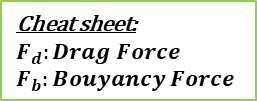 Cheat sheet:
F_d: Drag Force
F_b: Bouyancy Force